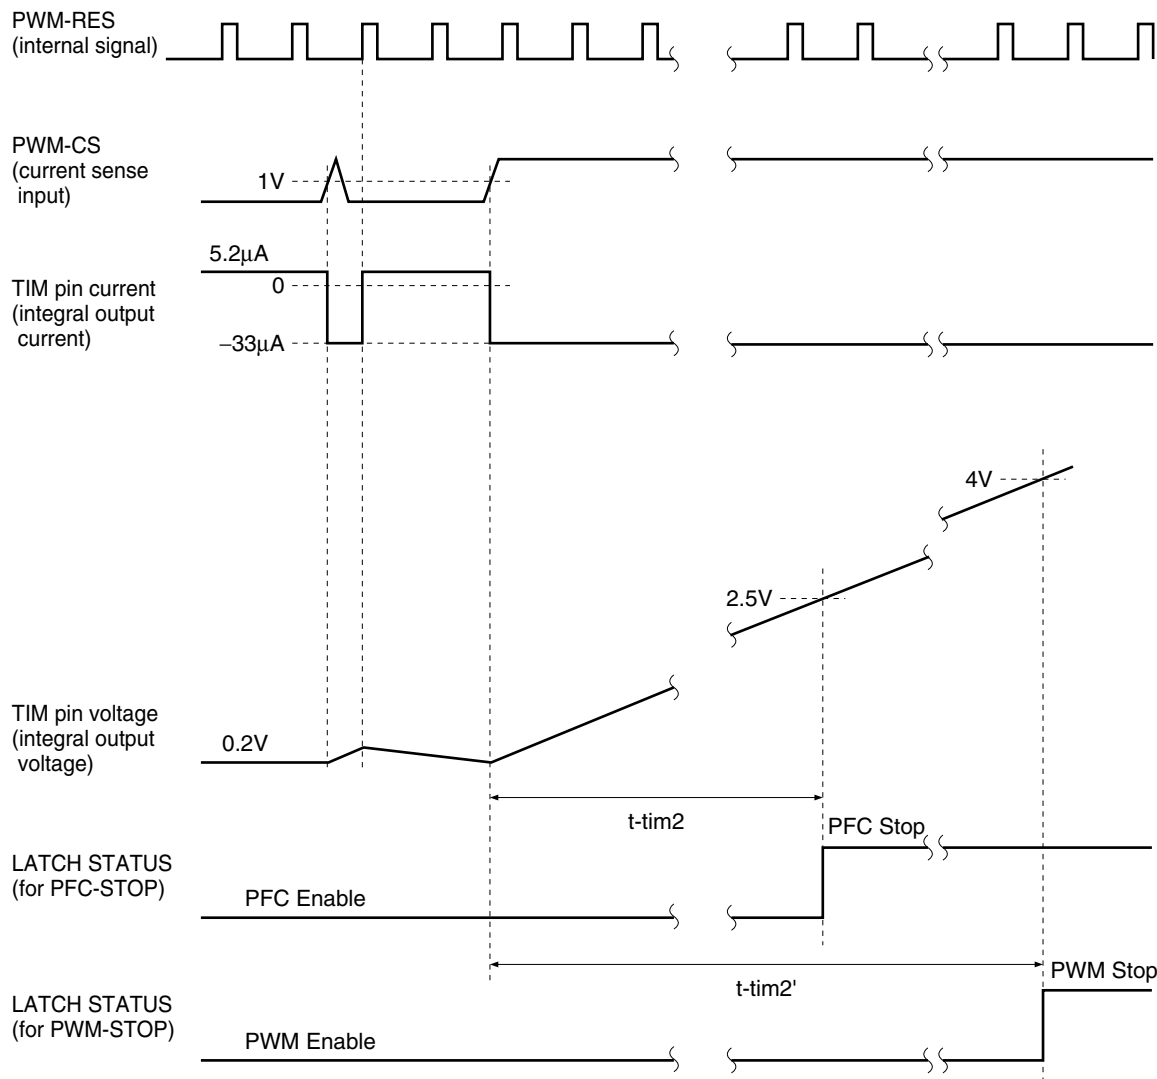 PWM-RES
(internal signal)
PWM-CS
(current sense
input)
1V
5.2μA
0
TIM pin current
(integral output
current)
−33μA
4V
2.5V
TIM pin voltage
(integral output
voltage)
0.2V
t-tim2
PFC Stop
LATCH STATUS
(for PFC-STOP)
PFC Enable
PWM Stop
t-tim2'
LATCH STATUS
(for PWM-STOP)
PWM Enable